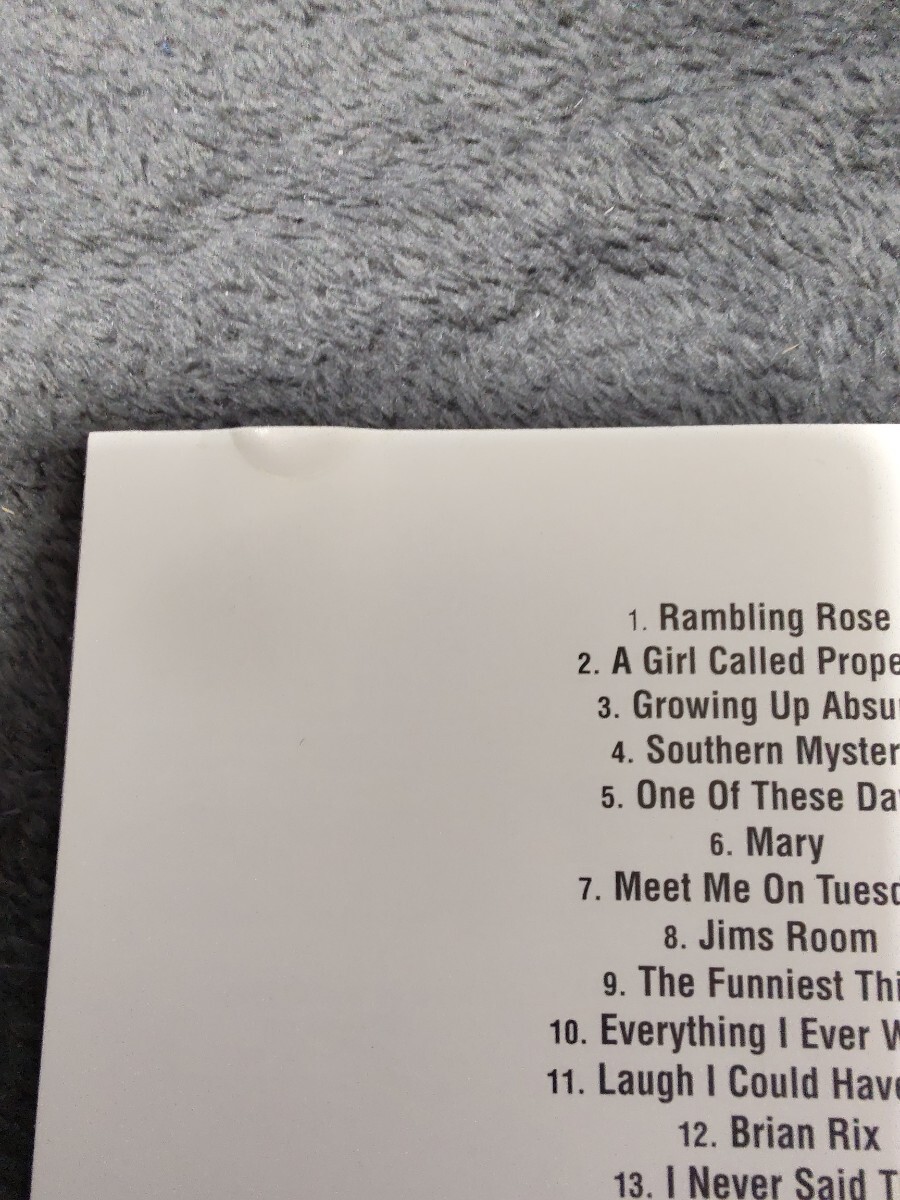 1. Rambling Rose
2. A Girl Called Prope
3. Growing Up Absu
4. Southern Myster
5. One Of These Da
6. Mary
7. Meet Me On Tuesd
8. Jims Room
9. The Funniest Thi
10. Everything I Ever W
11. Laugh I Could Have
12. Brian Rix
13. I Never Said T